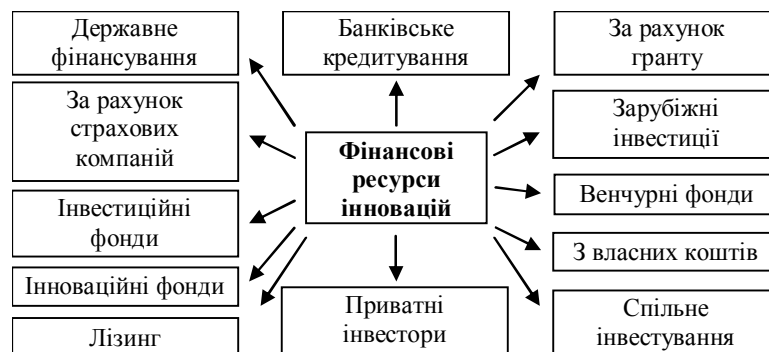 Державне
фінансування
Банківське
кредитування
За рахунок
гранту
За рахунок
страхових
компаній
Фінансові
ресурси
інновацій
Зарубіжні
інвестиції
Інвестиційні
фонди
Венчурні фонди
Інноваційні фонди
З власних коштів
Лізинг
Приватні
інвестори
Спільне
інвестування